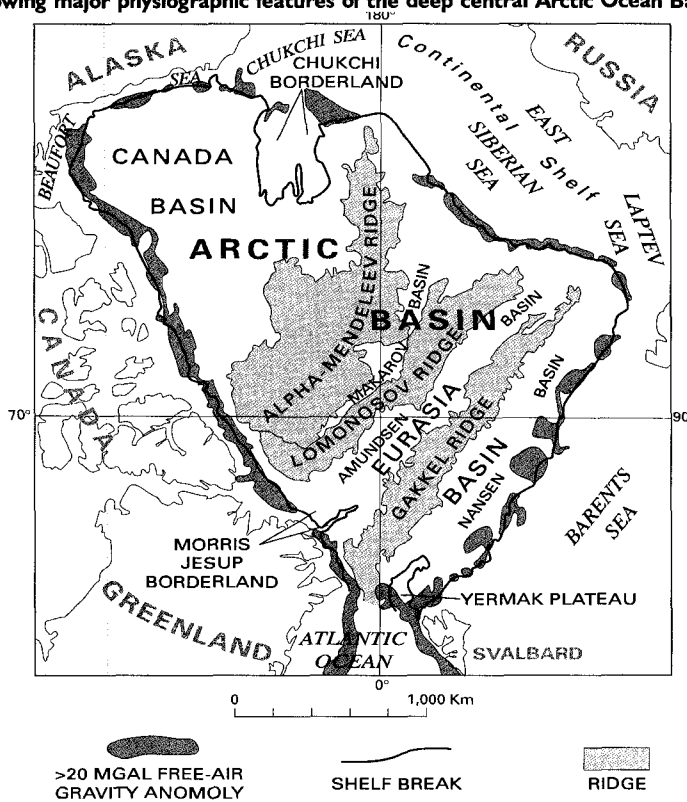 owing major physiographic features of the deep central Arctic Ocean Ba
180°
ALASKA
CHUKCHI SEA
CHUKCHI
BORDERLAND
Continental Shelf
RUSSIA
BEAUFORT SEA
EAST
SIBERIAN
SEA
LAPTEV
SEA
CANADA
BASIN
ARCTIC
BASIN
ALPHA-MENDELEEV RIDGE
MAKAROV BASIN
LOMONOSOV RIDGE
AMUNDSEN BASIN
EURASIA
BASIN
GAKKEL RIDGE
NANSEN BASIN
CANADA
70°
90
BARENTS
SEA
MORRIS
JESUP
BORDERLAND
GREENLAND
YERMAK PLATEAU
ATLANTIC
OCEAN
SVALBARD
0°
0 1,000 Km
>20 MGAL FREE-AIR
GRAVITY ANOMOLY
SHELF BREAK
RIDGE